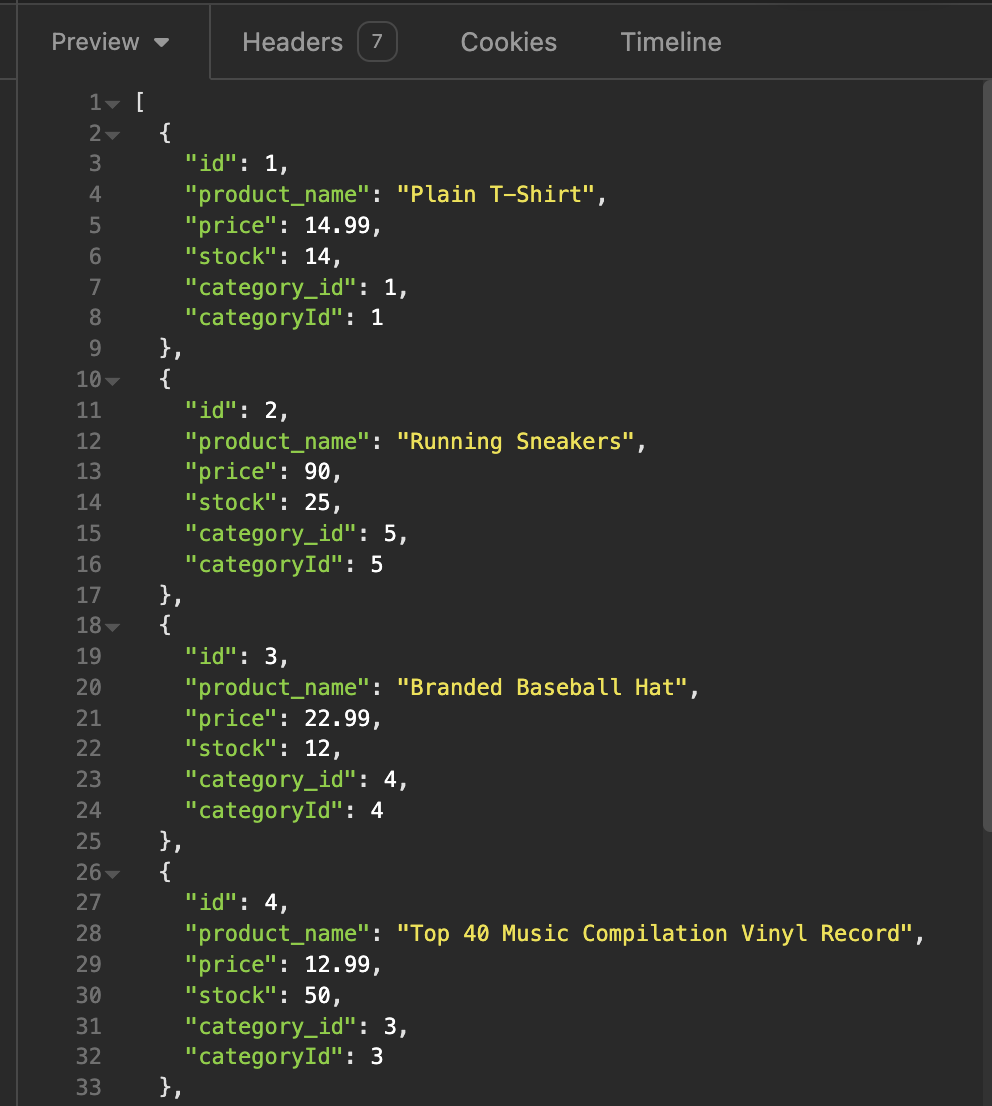 Preview Headers 7 Cookies Timeline
1 [
2 {
3 "id": 1,
4 "product_name": "Plain T-Shirt",
5 "price": 14.99,
6 "stock": 14,
7 "category_id": 1,
8 "categoryId": 1
9 },
10 {
11 "id": 2,
12 "product_name": "Running Sneakers",
13 "price": 90,
14 "stock": 25,
15 "category_id": 5,
16 "categoryId": 5
17 },
18 {
19 "id": 3,
20 "product_name": "Branded Baseball Hat",
21 "price": 22.99,
22 "stock": 12,
23 "category_id": 4,
24 "categoryId": 4
25 },
26 {
27 "id": 4,
28 "product_name": "Top 40 Music Compilation Vinyl Record",
29 "price": 12.99,
30 "stock": 50,
31 "category_id": 3,
32 "categoryId": 3
33 },